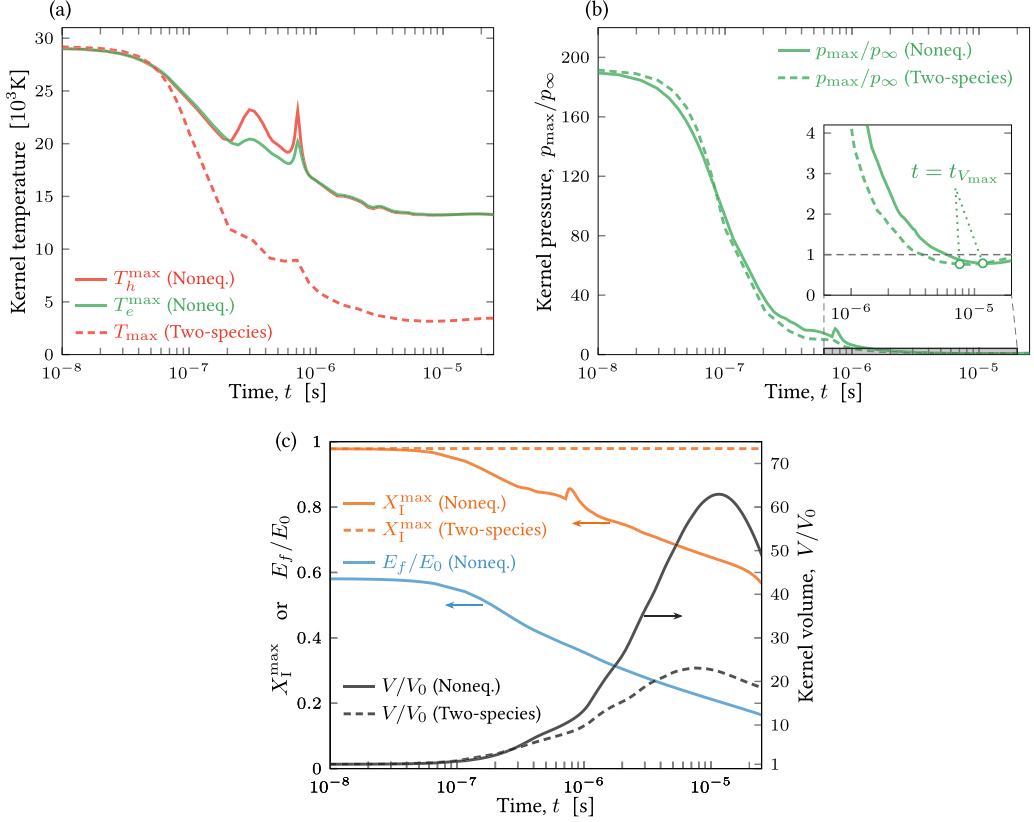 (a)
30
25
20
15
10
5
0
Kernel temperature [10³K]
T_h^max (Noneq.)
T_e^max (Noneq.)
T_max (Two-species)
10⁻⁸ 10⁻⁷ 10⁻⁶ 10⁻⁵
Time, t [s]
(b)
200
160
120
80
40
0
Kernel pressure, p_max/p_∞
p_max/p_∞ (Noneq.)
p_max/p_∞ (Two-species)
4
3
2
1
0
t = t_Vmax
10⁻⁶ 10⁻⁵
10⁻⁸ 10⁻⁷ 10⁻⁶ 10⁻⁵
Time, t [s]
(c)
1
0.8
0.6
0.4
0.2
0
X_I^max or E_f/E_0
X_I^max (Noneq.)
X_I^max (Two-species)
E_f/E_0 (Noneq.)
V/V_0 (Noneq.)
V/V_0 (Two-species)
70
60
50
40
30
20
10
1
Kernel volume, V/V_0
10⁻⁸ 10⁻⁷ 10⁻⁶ 10⁻⁵
Time, t [s]